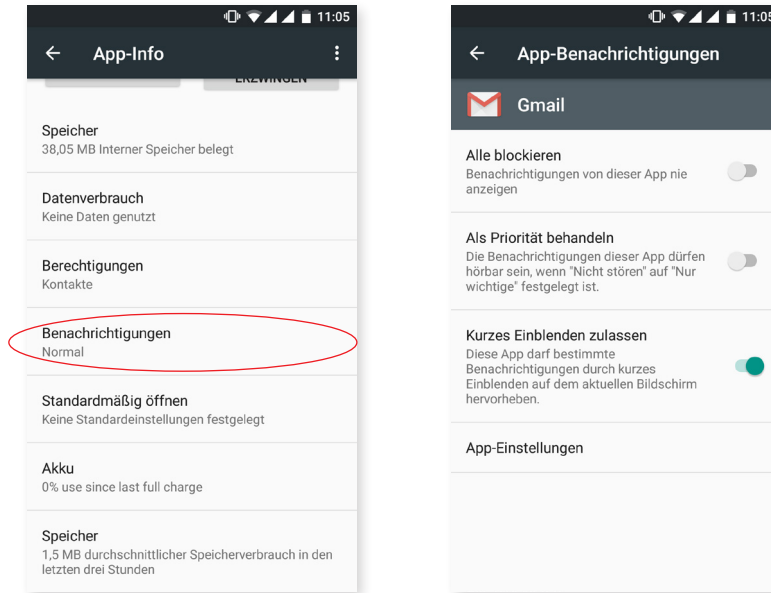 11:05
App-Info
ERZWINGEN
Speicher
38,05 MB Interner Speicher belegt
Datenverbrauch
Keine Daten genutzt
Berechtigungen
Kontakte
Benachrichtigungen
Normal
Standardmäßig öffnen
Keine Standardeinstellungen festgelegt
Akku
0% use since last full charge
Speicher
1,5 MB durchschnittlicher Speicherverbrauch in den
letzten drei Stunden
11:05
App-Benachrichtigungen
Gmail
Alle blockieren
Benachrichtigungen von dieser App nie
anzeigen
Als Priorität behandeln
Die Benachrichtigungen dieser App dürfen
hörbar sein, wenn "Nicht stören" auf "Nur
wichtige" festgelegt ist.
Kurzes Einblenden zulassen
Diese App darf bestimmte
Benachrichtigungen durch kurzes
Einblenden auf dem aktuellen Bildschirm
hervorheben.
App-Einstellungen